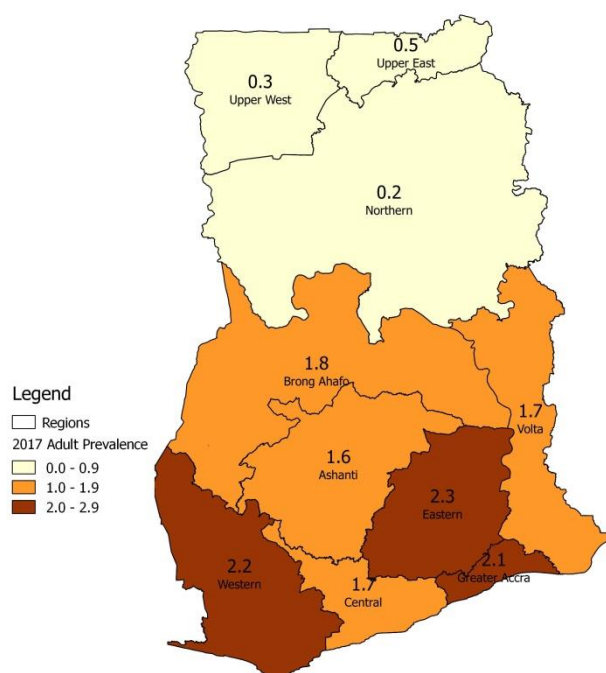 0.5
Upper East
0.3
Upper West
0.2
Northern
1.8
Brong Ahafo
1.7
Volta
1.6
Ashanti
2.3
Eastern
2.1
Greater Accra
2.2
Western
1.7
Central
Legend
Regions
2017 Adult Prevalence
0.0 - 0.9
1.0 - 1.9
2.0 - 2.9